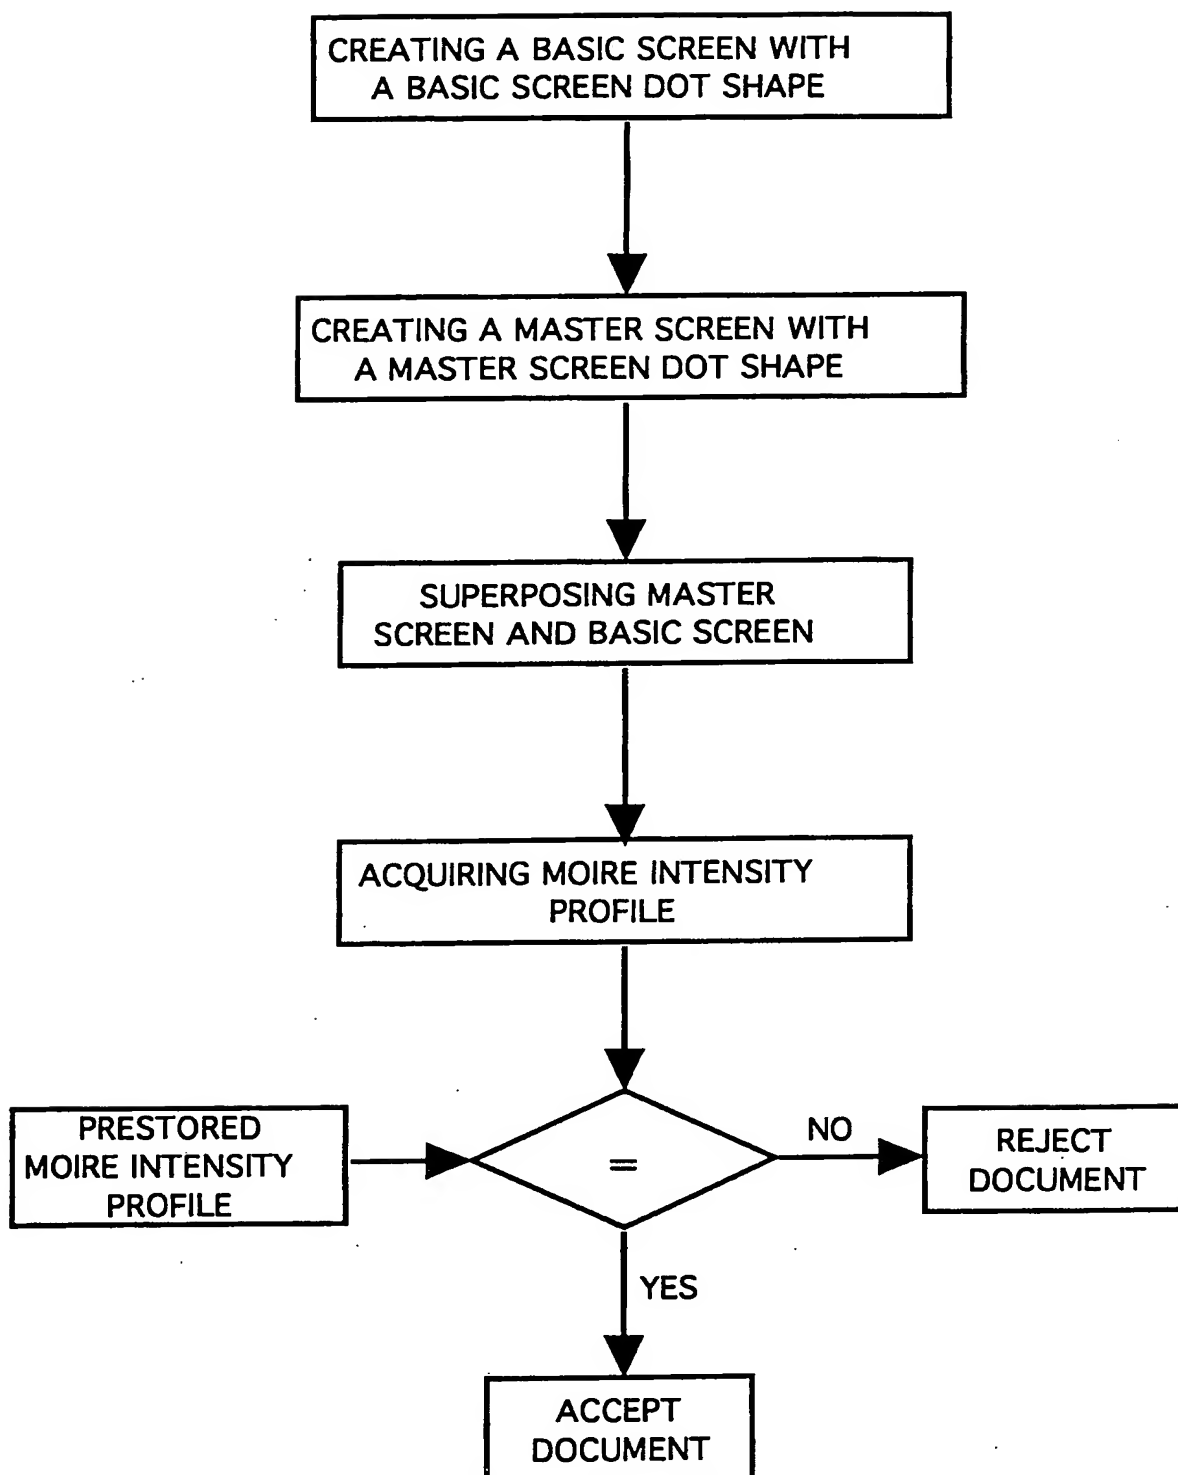 CREATING A BASIC SCREEN WITH
A BASIC SCREEN DOT SHAPE
CREATING A MASTER SCREEN WITH
A MASTER SCREEN DOT SHAPE
SUPERPOSING MASTER
SCREEN AND BASIC SCREEN
ACQUIRING MOIRE INTENSITY
PROFILE
PRESTORED
MOIRE INTENSITY
PROFILE
=
NO
REJECT
DOCUMENT
YES
ACCEPT
DOCUMENT